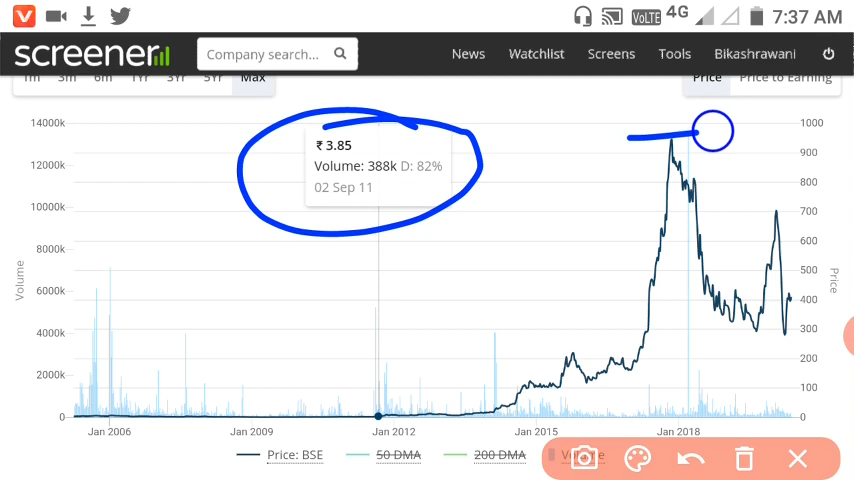 VoLTE 4G 7:37 AM
screener Company search... News Watchlist Screens Tools Bikashrawani
1m 3m 6m 1Yr 3Yr 5Yr Max Price Price to Earning
14000k 1000
₹ 3.85
900
12000k Volume: 388k D: 82%
02 Sep 11 800
10000k 700
600
8000k
500
6000k 400
4000k 300
200
2000k
100
0 0
Volume
Price
Jan 2006 Jan 2009 Jan 2012 Jan 2015 Jan 2018
Price: BSE 50 DMA 200 DMA Volume